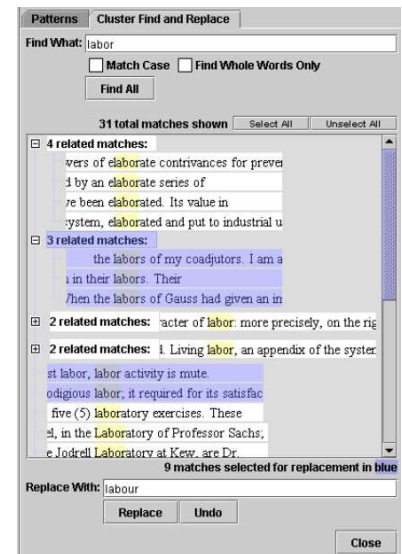 Patterns Cluster Find and Replace
Find What: labor
Match Case Find Whole Words Only
Find All
31 total matches shown Select All Unselect All
4 related matches:
wers of elaborate contrivances for preve
d by an elaborate series of
ve been elaborated. Its value in
system, elaborated and put to industrial u
3 related matches:
the labors of my coadjutors. I am a
in their labors. Their
When the labors of Gauss had given an in
2 related matches: racter of labor: more precisely, on the rig
2 related matches: Living labor, an appendix of the syster
st labor, labor activity is mute.
odigious labor; it required for its satisfac
five (5) laboratory exercises. These
el, in the Laboratory of Professor Sachs;
e Jodrell Laboratory at Kew, are Dr.
9 matches selected for replacement in blue
Replace With: labour
Replace Undo
Close